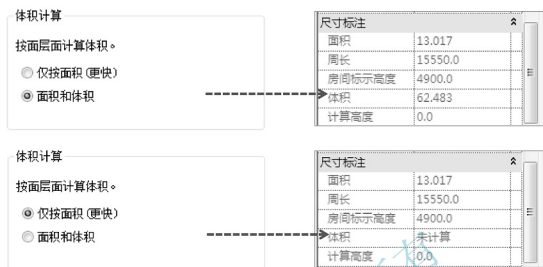 体积计算
按面层面计算体积。
仅按面积(更快)
面积和体积
尺寸标注
面积 13.017
周长 15550.0
房间标示高度 4900.0
体积 62.483
计算高度 0.0
体积计算
按面层面计算体积。
仅按面积(更快)
面积和体积
尺寸标注
面积 13.017
周长 15550.0
房间标示高度 4900.0
体积 未计算
计算高度 0.0